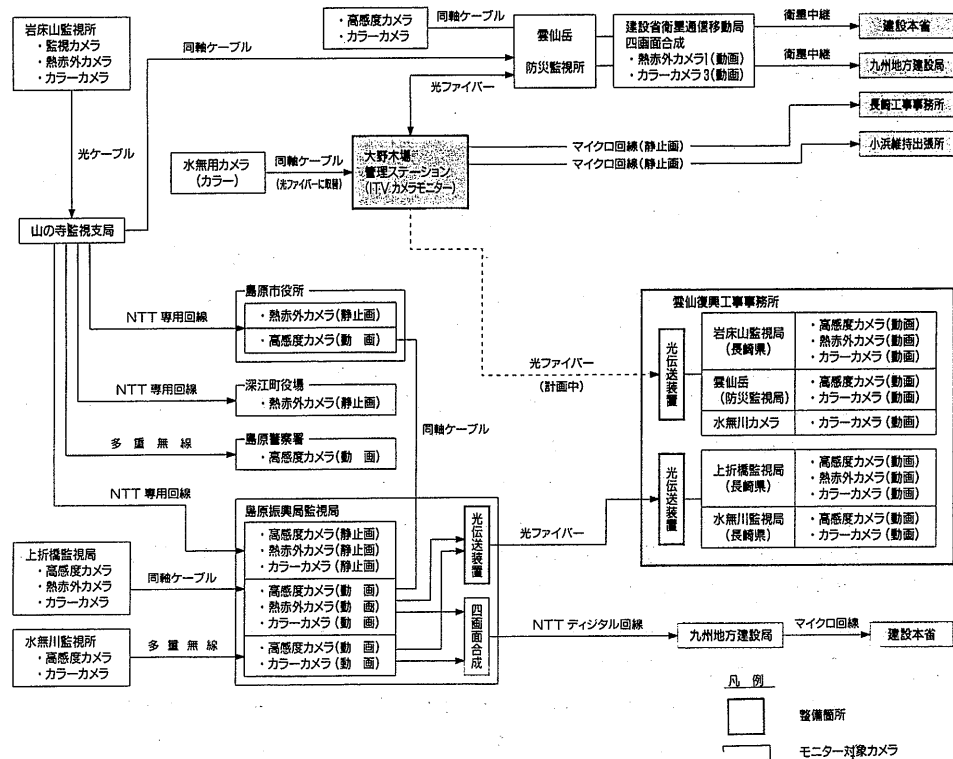 岩床山監視所
・監視カメラ
・熱赤外カメラ
・カラーカメラ
同軸ケーブル
・高感度カメラ
・カラーカメラ
同軸ケーブル
雲仙岳
防災監視所
建設省衛星通信移動局
四画面合成
・熱赤外カメラ1(動画)
・カラーカメラ3(動画)
衛星中継
建設本省
衛星中継
九州地方建設局
光ファイバー
長崎工事事務所
マイクロ回線(静止画)
小浜維持出張所
マイクロ回線(静止画)
光ケーブル
水無用カメラ
(カラー)
同軸ケーブル
(光ファイバーに取替)
大野木場
管理ステーション
(ITVカメラモニター)
山の寺監視支局
NTT専用回線
島原市役所
・熱赤外カメラ(静止画)
・高感度カメラ(動 画)
NTT専用回線
深江町役場
・熱赤外カメラ(静止画)
多重無線
島原警察署
・高感度カメラ(動 画)
同軸ケーブル
光ファイバー
(計画中)
雲仙復興工事事務所
光伝送装置
岩床山監視局
(長崎県)
・高感度カメラ(動画)
・熱赤外カメラ(動画)
・カラーカメラ(動画)
雲仙岳
(防災監視局)
・高感度カメラ(動画)
・カラーカメラ(動画)
水無川カメラ
・カラーカメラ(動画)
光伝送装置
上折橋監視局
(長崎県)
・高感度カメラ(動画)
・熱赤外カメラ(動画)
・カラーカメラ(動画)
水無川監視局
(長崎県)
・高感度カメラ(動画)
・カラーカメラ(動画)
NTT専用回線
島原振興局監視局
・高感度カメラ(静止画)
・熱赤外カメラ(静止画)
・カラーカメラ(静止画)
・高感度カメラ(動 画)
・熱赤外カメラ(動 画)
・カラーカメラ(動 画)
・高感度カメラ(動 画)
・カラーカメラ(動 画)
光伝送装置
四画面合成
光ファイバー
上折橋監視局
・高感度カメラ
・熱赤外カメラ
・カラーカメラ
同軸ケーブル
水無川監視所
・高感度カメラ
・カラーカメラ
多重無線
NTTディジタル回線
九州地方建設局
マイクロ回線
建設本省
凡 例
整備箇所
モニター対象カメラ